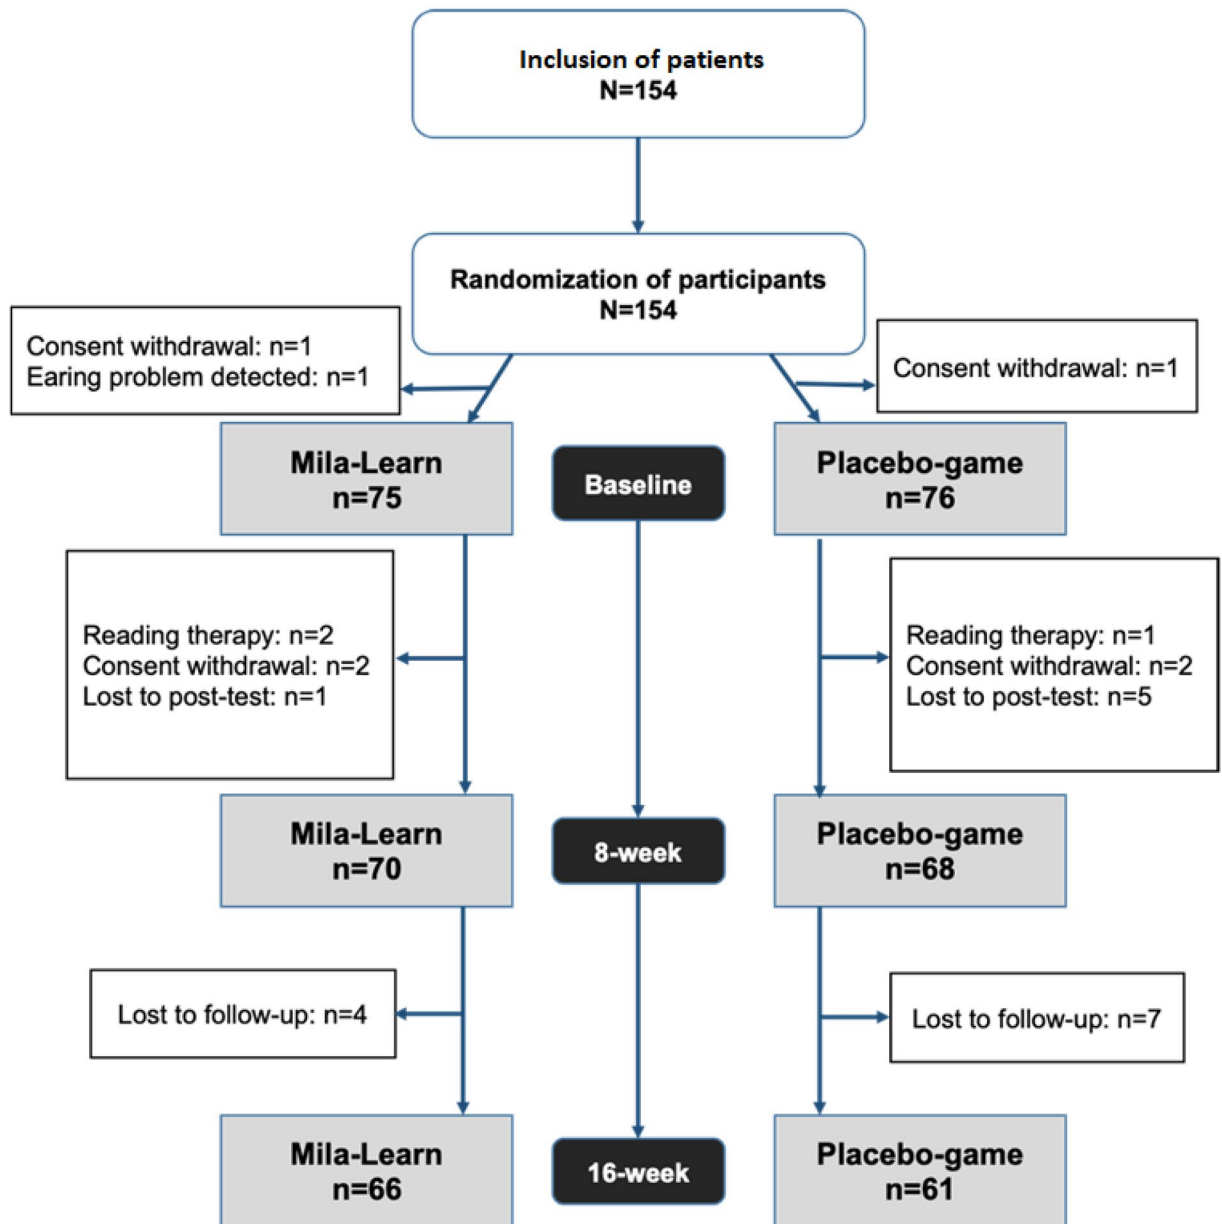 Inclusion of patients
N=154
Randomization of participants
N=154
Consent withdrawal: n=1
Earing problem detected: n=1
Consent withdrawal: n=1
Mila-Learn
n=75
Baseline
Placebo-game
n=76
Reading therapy: n=2
Consent withdrawal: n=2
Lost to post-test: n=1
Reading therapy: n=1
Consent withdrawal: n=2
Lost to post-test: n=5
Mila-Learn
n=70
8-week
Placebo-game
n=68
Lost to follow-up: n=4
Lost to follow-up: n=7
Mila-Learn
n=66
16-week
Placebo-game
n=61